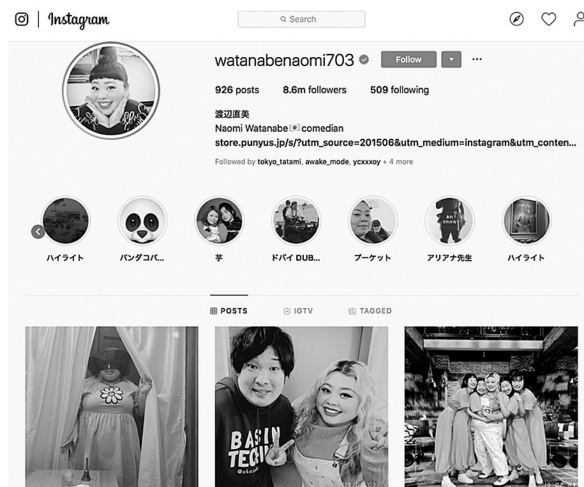 Instagram
Search
watanabenaomi703 Follow
926 posts 8.6m followers 509 following
渡辺直美
Naomi Watanabe comedian
store.punyus.jp/s/?utm_source=201506&utm_medium=instagram&utm_conten...
Followed by tokyo_tatami, awake_mode, ycxxxoy + 4 more
ハイライト パンダコパ... 芋 ドバイ DUB... プーケット アリアナ先生 ハイライト
POSTS IGTV TAGGED